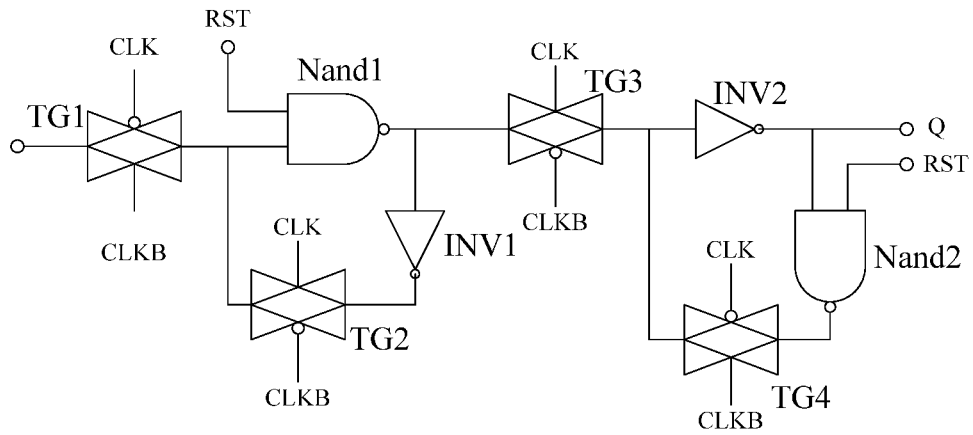 RST
CLK
Nand1
CLK
TG3
INV2
TG1
Q
RST
CLKB
CLK
INV1
CLKB
CLK
Nand2
TG2
CLKB
TG4
CLKB